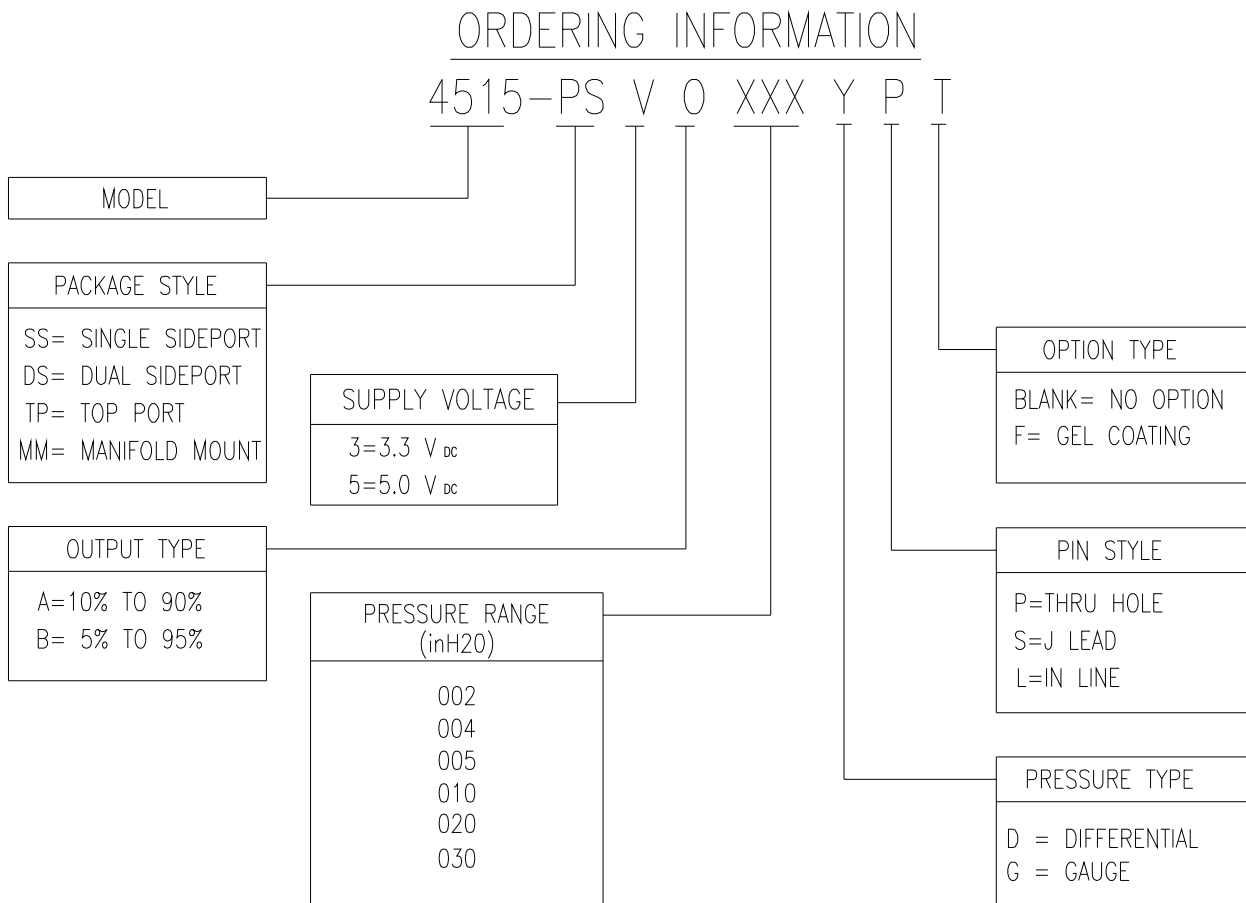 ORDERING INFORMATION
4515-PS V O XXX Y P T
MODEL
PACKAGE STYLE
SS= SINGLE SIDEPORT
DS= DUAL SIDEPORT
TP= TOP PORT
MM= MANIFOLD MOUNT
SUPPLY VOLTAGE
3=3.3 V DC
5=5.0 V DC
OUTPUT TYPE
A=10% TO 90%
B= 5% TO 95%
PRESSURE RANGE
(inH20)
002
004
005
010
020
030
OPTION TYPE
BLANK= NO OPTION
F= GEL COATING
PIN STYLE
P=THRU HOLE
S=J LEAD
L=IN LINE
PRESSURE TYPE
D = DIFFERENTIAL
G = GAUGE